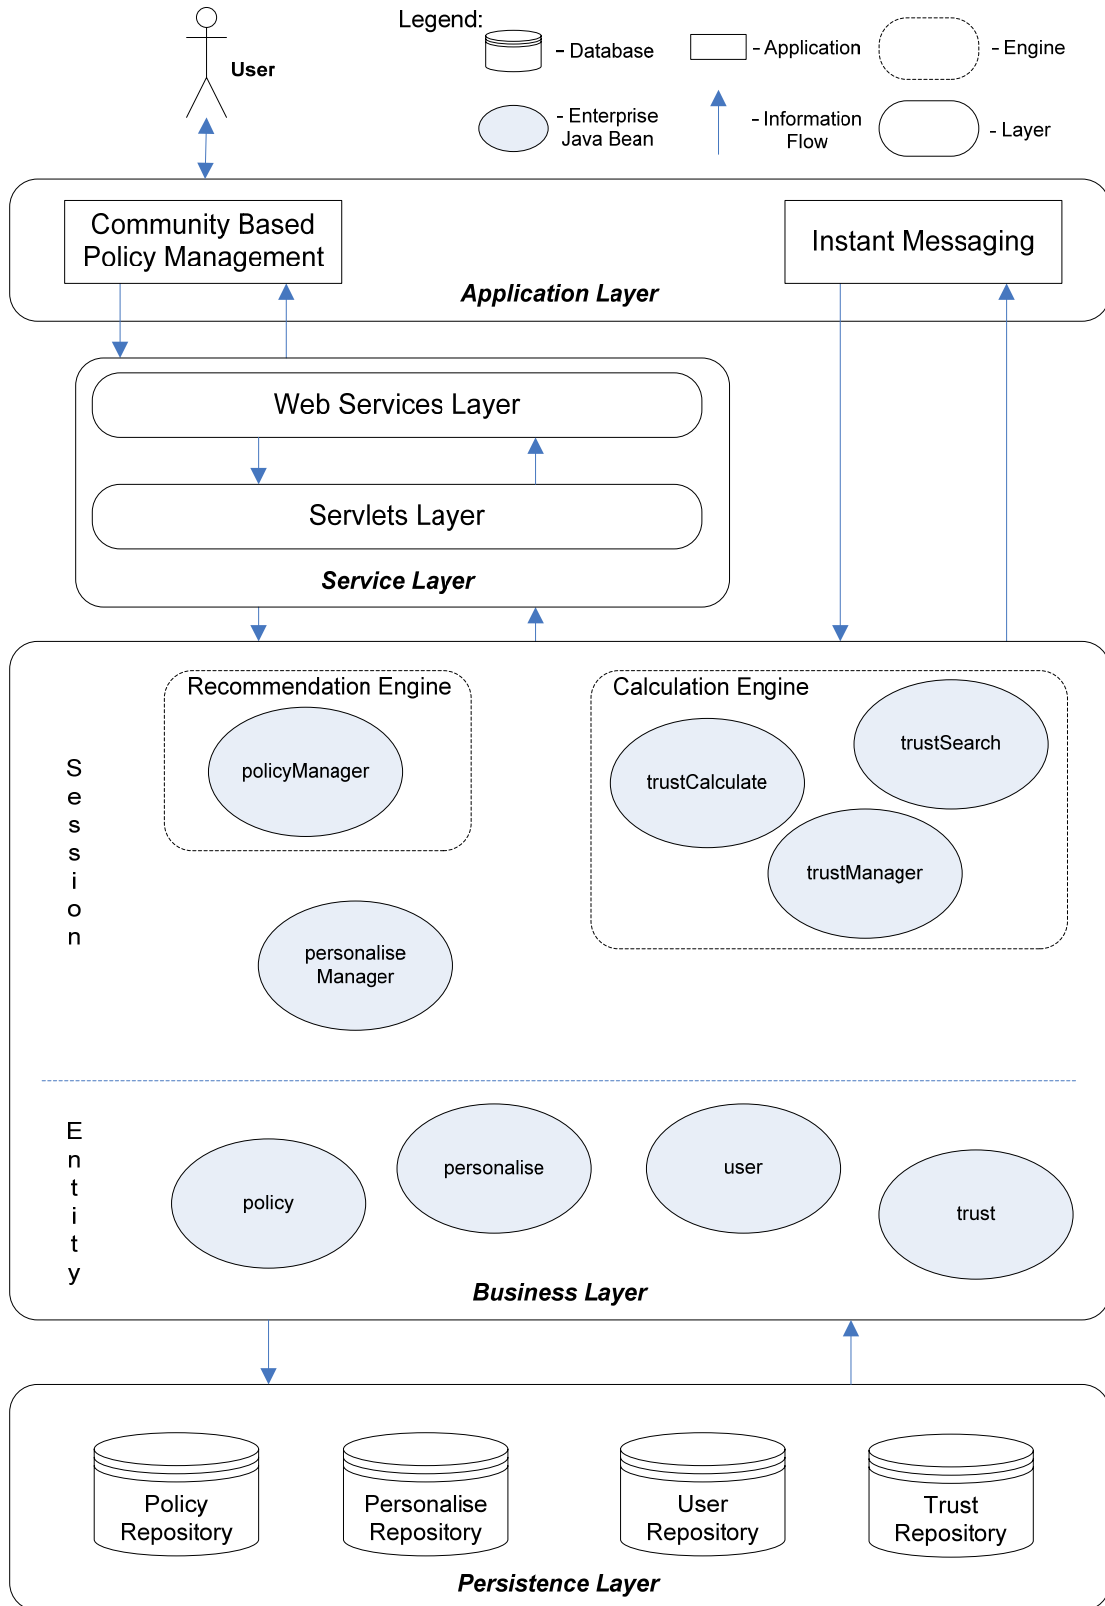 Legend:
User
– Database
– Application
– Engine
– Enterprise
Java Bean
– Information
Flow
– Layer
Community Based
Policy Management
Instant Messaging
Application Layer
Web Services Layer
Servlets Layer
Service Layer
Session
Recommendation Engine
policyManager
Calculation Engine
trustSearch
trustCalculate
trustManager
personalise
Manager
Entity
policy
personalise
user
trust
Business Layer
Policy
Repository
Personalise
Repository
User
Repository
Trust
Repository
Persistence Layer